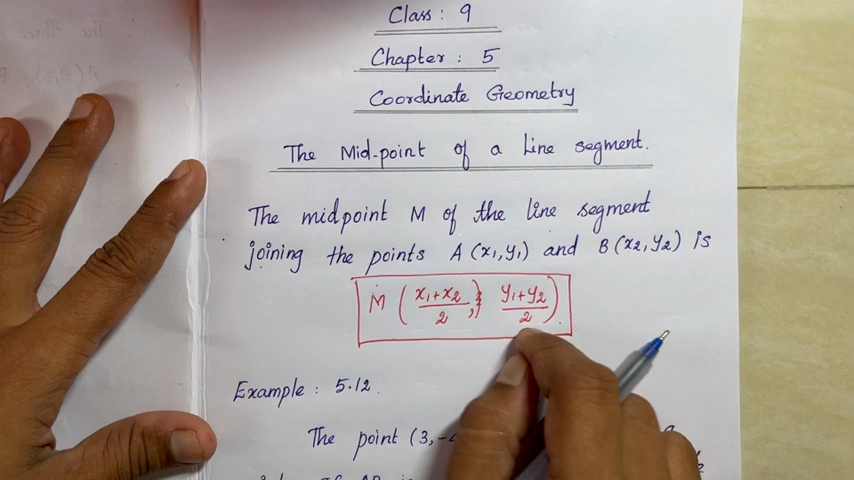 Class : 9
Chapter : 5
Coordinate Geometry
The Mid-point of a Line segment.
The midpoint M of the line segment
joining the points A (x₁, y₁) and B (x₂, y₂) is
M ( x₁+x₂/2 , y₁+y₂/2 ).
Example : 5.12.
The point (3, -